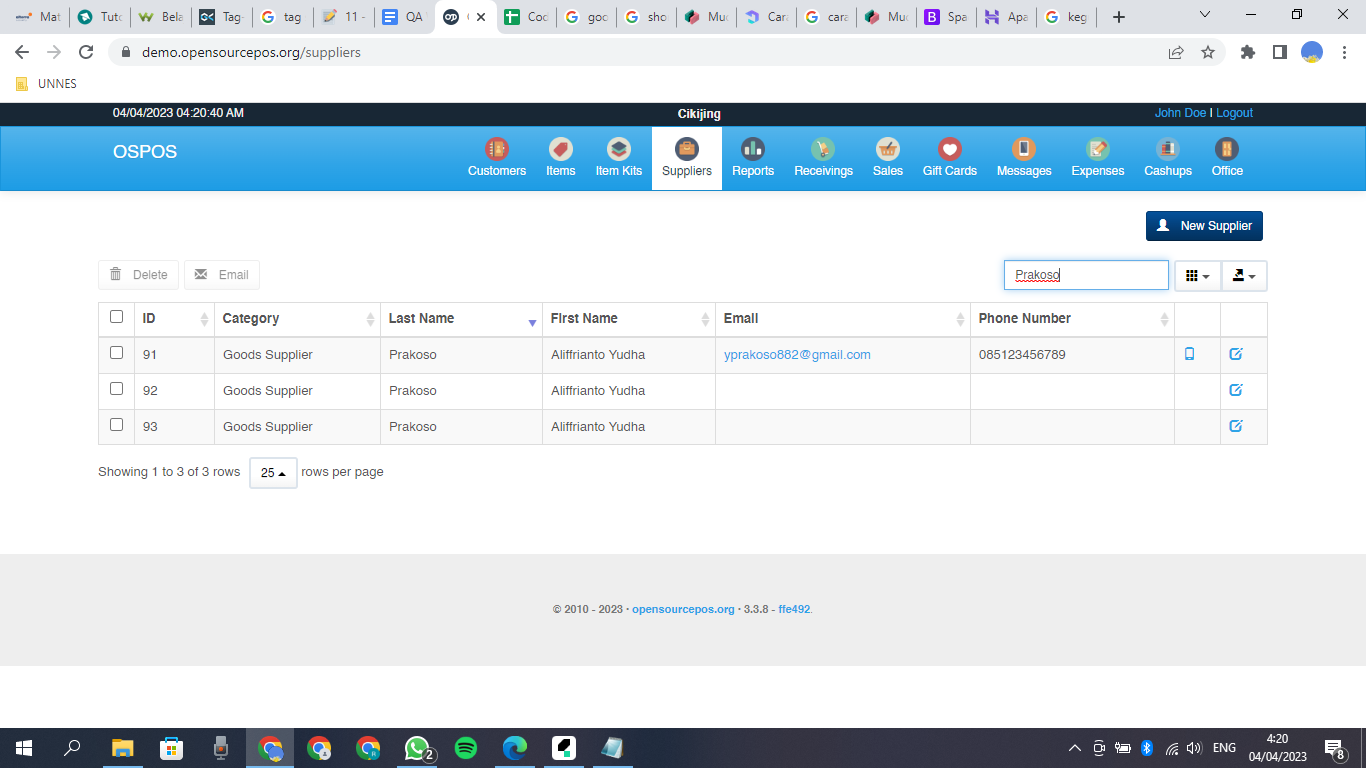 Mat Tuto Bela Tag- tag 11 - QA Cod goo sho Muc Cara cara Muc Spa Apa keg
demo.opensourcepos.org/suppliers
UNNES
04/04/2023 04:20:40 AM Cikijing John Doe | Logout
OSPOS
Customers Items Item Kits Suppliers Reports Receivings Sales Gift Cards Messages Expenses Cashups Office
New Supplier
Delete Email Prakoso
ID Category Last Name First Name Email Phone Number
91 Goods Supplier Prakoso Aliffrianto Yudha yprakoso882@gmail.com 085123456789
92 Goods Supplier Prakoso Aliffrianto Yudha
93 Goods Supplier Prakoso Aliffrianto Yudha
Showing 1 to 3 of 3 rows 25 rows per page
© 2010 - 2023 · opensourcepos.org · 3.3.8 - ffe492.
2 ENG 4:20
04/04/2023 8